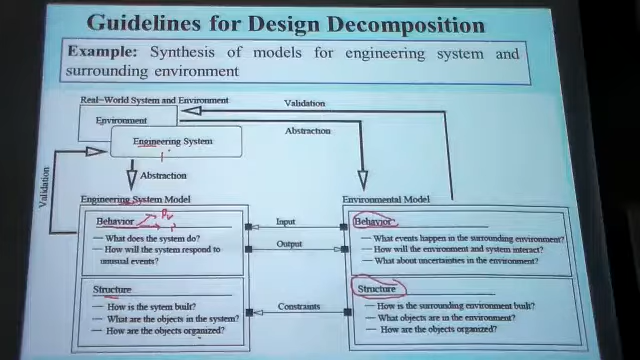 Guidelines for Design Decomposition
Example: Synthesis of models for engineering system and
surrounding environment
Real-World System and Environment
Validation
Environment
Abstraction
Engineering System
Abstraction
Validation
Engineering System Model
Environmental Model
Behavior
— What does the system do?
— How will the system respond to
unusual events?
Input
Output
Behavior
— What events happen in the surrounding environment?
— How will the environment and system interact?
— What about uncertainties in the environment?
Structure
— How is the sytem built?
— What are the objects in the system?
— How are the objects organized?
Constraints
Structure
— How is the surrounding environment built?
— What objects are in the environment?
— How are the objects organized?